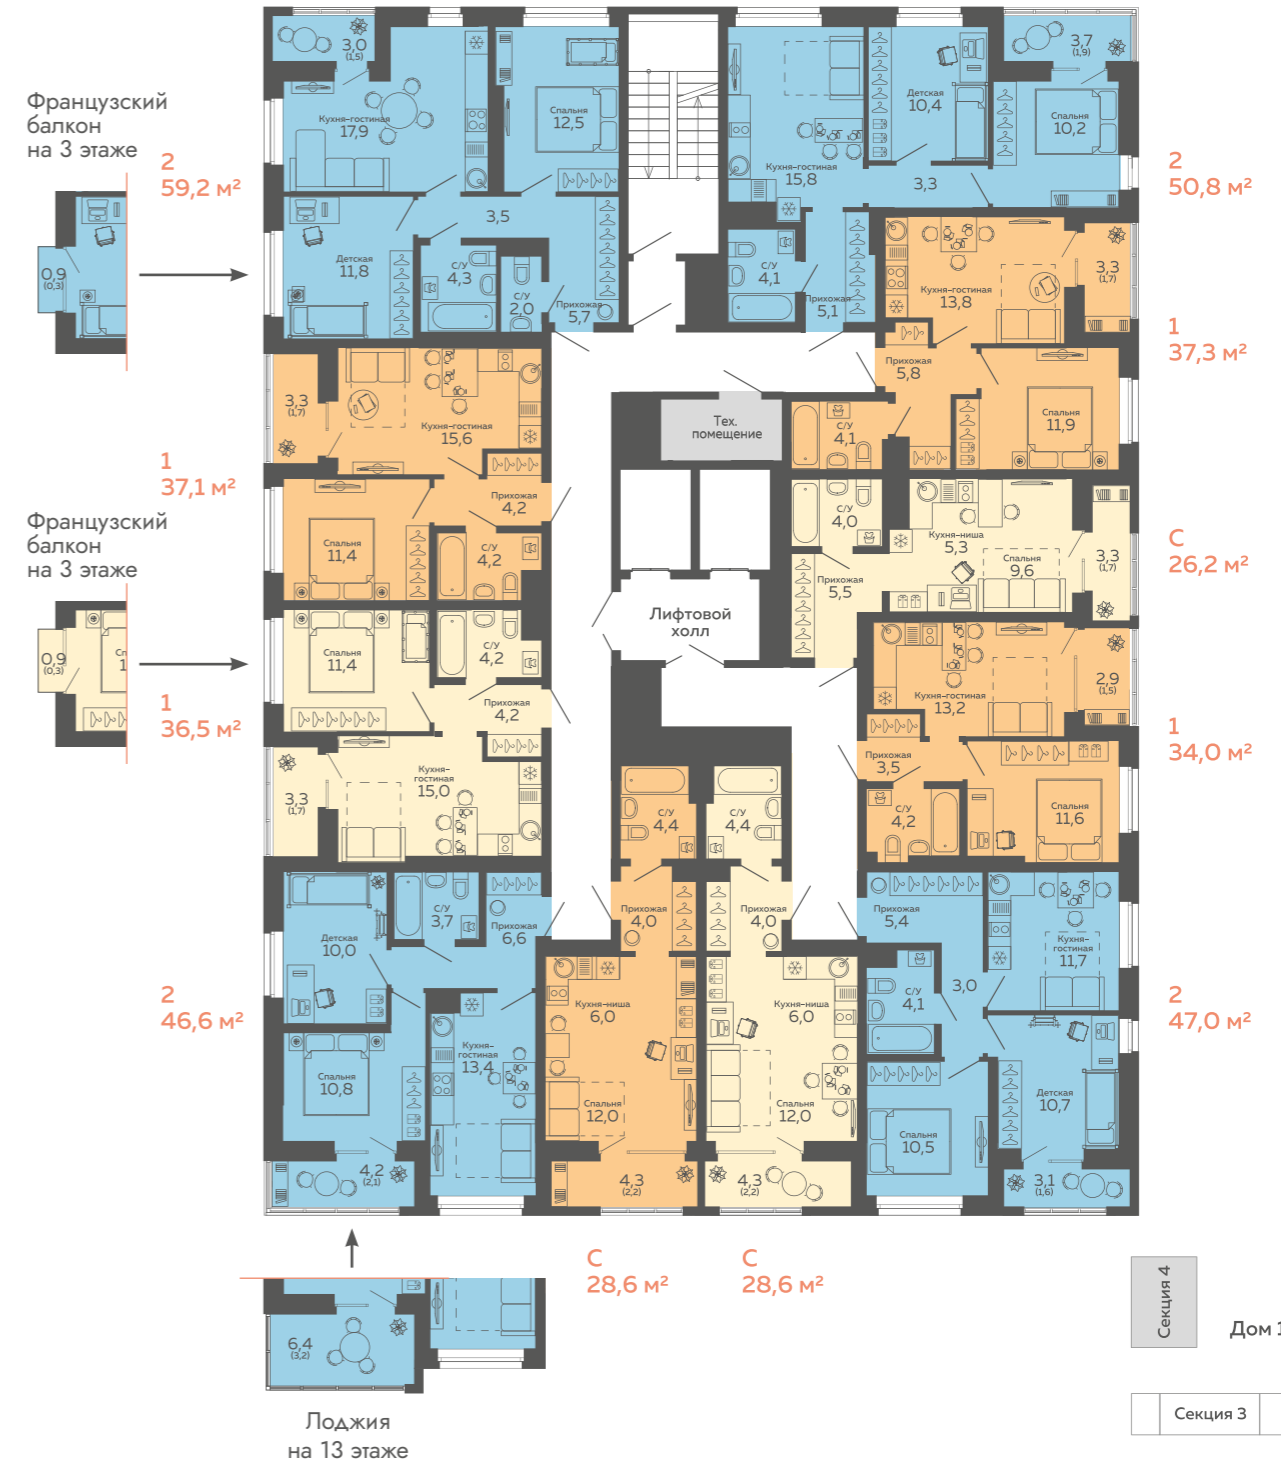 Французский
балкон
на 3 этаже
0,9
(0,3)
2
59,2 м²
3,0
(1,5)
Кухня-гостиная
17,9
Спальня
12,5
3,5
Детская
11,8
С/У
4,3
С/У
2,0
Прихожая
5,7
2
50,8 м²
Кухня-гостиная
15,8
Детская
10,4
3,7
(1,9)
Спальня
10,2
3,3
С/У
4,1
Прихожая
5,1
1
37,3 м²
Кухня-гостиная
13,8
3,3
(1,7)
Прихожая
5,8
С/У
4,1
Спальня
11,9
Тех.
помещение
1
37,1 м²
3,3
(1,7)
Кухня-гостиная
15,6
Прихожая
4,2
Спальня
11,4
С/У
4,2
С
26,2 м²
С/У
4,0
Кухня-ниша
5,3
Спальня
9,6
3,3
(1,7)
Прихожая
5,5
Лифтовой
холл
Французский
балкон
на 3 этаже
0,9
(0,3)
Сп
1
1
36,5 м²
Спальня
11,4
С/У
4,2
Прихожая
4,2
3,3
(1,7)
Кухня-
гостиная
15,0
1
34,0 м²
Кухня-гостиная
13,2
2,9
(1,5)
Прихожая
3,5
С/У
4,2
Спальня
11,6
2
46,6 м²
Детская
10,0
С/У
3,7
Прихожая
6,6
Спальня
10,8
Кухня-
гостиная
13,4
4,2
(2,1)
С/У
4,4
Прихожая
4,0
Кухня-ниша
6,0
Спальня
12,0
4,3
(2,2)
С/У
4,4
Прихожая
4,0
Кухня-ниша
6,0
Спальня
12,0
4,3
(2,2)
2
47,0 м²
Прихожая
5,4
Кухня-
гостиная
11,7
С/У
4,1
3,0
Спальня
10,5
Детская
10,7
3,1
(1,6)
С
28,6 м²
С
28,6 м²
6,4
(3,2)
Лоджия
на 13 этаже
Секция 4
Дом 1
Секция 3